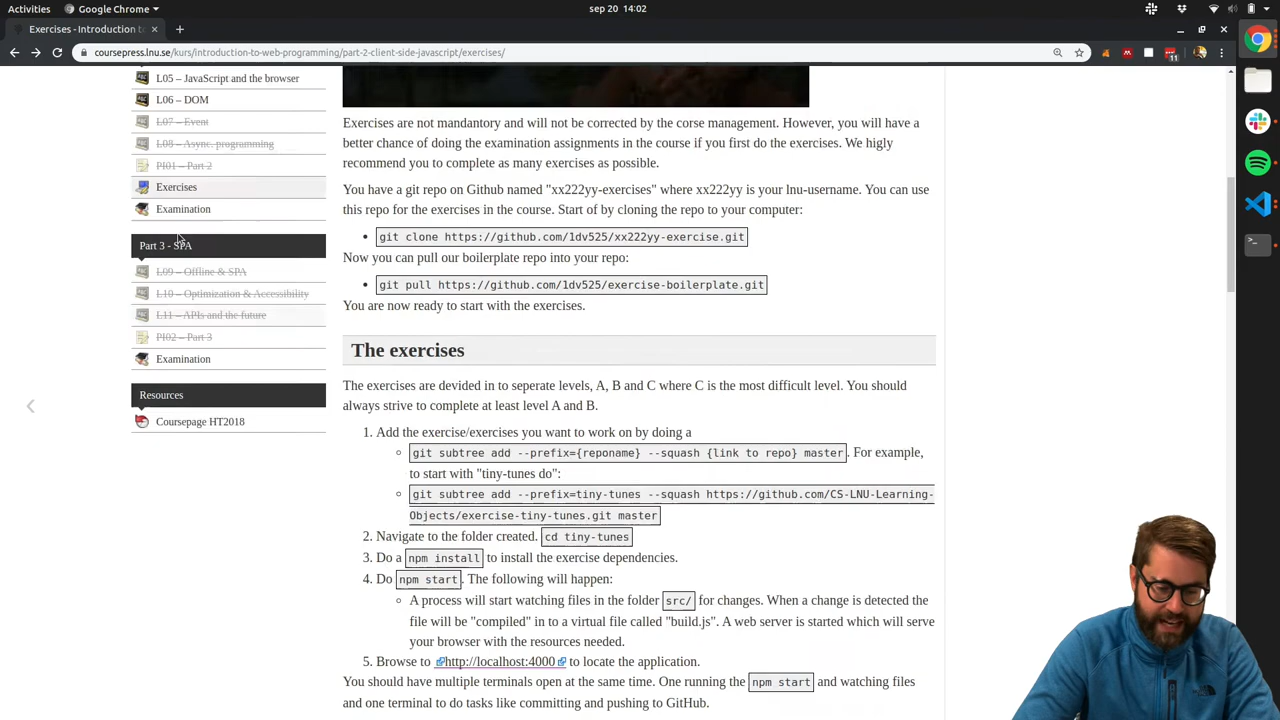 Activities
Google Chrome
sep 20 14:02
Exercises - Introduction t
coursepress.lnu.se/kurs/introduction-to-web-programming/part-2-client-side-javascript/exercises/
11
L05 – JavaScript and the browser
L06 – DOM
L07 – Event
L08 – Async. programming
PI01 – Part 2
Exercises
Examination
Part 3 - SPA
L09 – Offline & SPA
L10 – Optimization & Accessibility
L11 – APIs and the future
PI02 – Part 3
Examination
Resources
Coursepage HT2018
Exercises are not mandantory and will not be corrected by the corse management. However, you will have a
better chance of doing the examination assignments in the course if you first do the exercises. We higly
recommend you to complete as many exercises as possible.
You have a git repo on Github named "xx222yy-exercises" where xx222yy is your lnu-username. You can use
this repo for the exercises in the course. Start of by cloning the repo to your computer:
git clone https://github.com/1dv525/xx222yy-exercise.git
Now you can pull our boilerplate repo into your repo:
git pull https://github.com/1dv525/exercise-boilerplate.git
You are now ready to start with the exercises.
The exercises
The exercises are devided in to seperate levels, A, B and C where C is the most difficult level. You should
always strive to complete at least level A and B.
1. Add the exercise/exercises you want to work on by doing a
git subtree add --prefix={reponame} --squash {link to repo} master. For example,
to start with "tiny-tunes do":
git subtree add --prefix=tiny-tunes --squash https://github.com/CS-LNU-Learning-
Objects/exercise-tiny-tunes.git master
2. Navigate to the folder created. cd tiny-tunes
3. Do a npm install to install the exercise dependencies.
4. Do npm start. The following will happen:
A process will start watching files in the folder src/ for changes. When a change is detected the
file will be "compiled" in to a virtual file called "build.js". A web server is started which will serve
your browser with the resources needed.
5. Browse to http://localhost:4000 to locate the application.
You should have multiple terminals open at the same time. One running the npm start and watching files
and one terminal to do tasks like committing and pushing to GitHub.